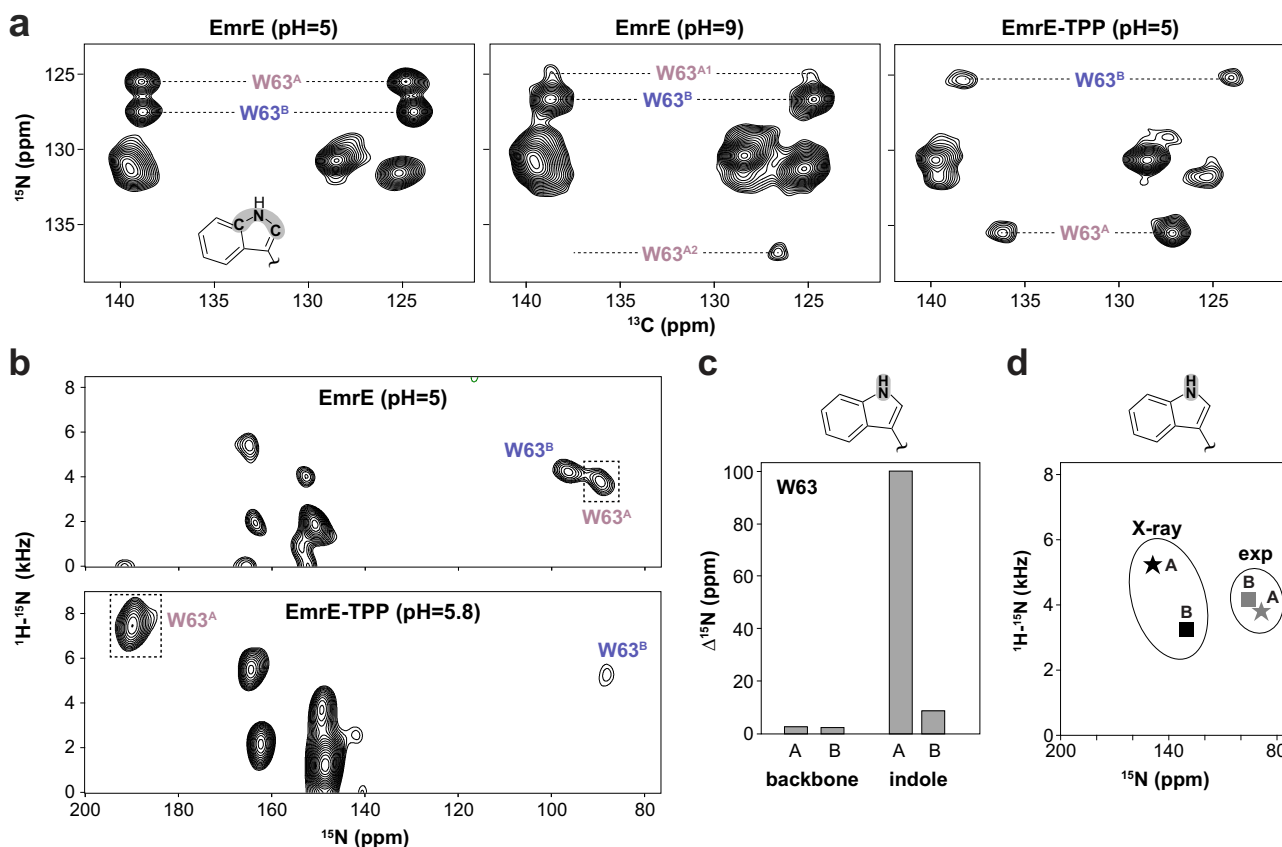 a
EmrE (pH=5)
EmrE (pH=9)
EmrE-TPP (pH=5)
125
130
135
¹⁵N (ppm)
W63ᴬ
W63ᴮ
H
N
C
C
W63ᴬ¹
W63ᴮ
W63ᴬ²
W63ᴮ
W63ᴬ
140 135 130 125
140 135 130 125
140 135 130 125
¹³C (ppm)
b
EmrE (pH=5)
8
6
4
2
0
W63ᴮ
W63ᴬ
¹H-¹⁵N (kHz)
EmrE-TPP (pH=5.8)
8
6
4
2
0
W63ᴬ
W63ᴮ
200 180 160 140 120 100 80
¹⁵N (ppm)
c
H
N
W63
100
80
60
40
20
0
Δ¹⁵N (ppm)
A B A B
backbone indole
d
H
N
8
6
4
2
0
¹H-¹⁵N (kHz)
X-ray
A
B
exp
B
A
200 140 80
¹⁵N (ppm)